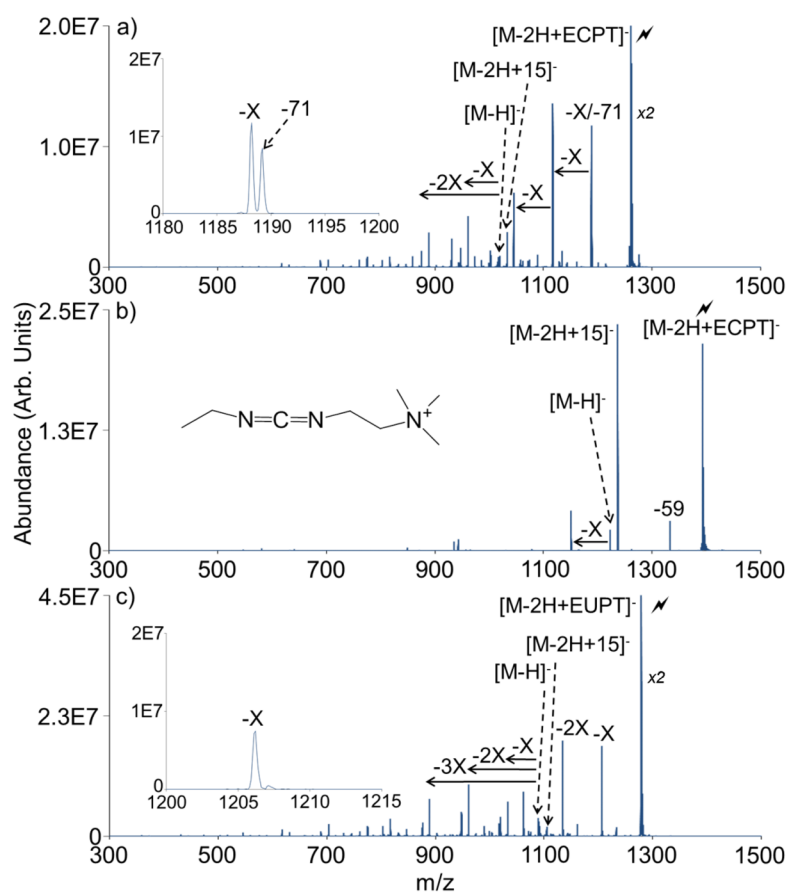 a)
2.0E7
1.0E7
0
[M-2H+ECPT]-
[M-2H+15]-
[M-H]-
-X/-71
x2
-X
-X
-X
-2X
2E7
1E7
0
-X
-71
1180 1185 1190 1195 1200
300 500 700 900 1100 1300 1500
b)
2.5E7
1.3E7
0
[M-2H+15]-
[M-2H+ECPT]-
[M-H]-
-59
-X
N=C=N N+
300 500 700 900 1100 1300 1500
Abundance (Arb. Units)
c)
4.5E7
2.3E7
0
[M-2H+EUPT]-
[M-2H+15]-
[M-H]-
x2
-2X -X
-X
-2X
-3X
2E7
1E7
0
-X
1200 1205 1210 1215
300 500 700 900 1100 1300 1500
m/z